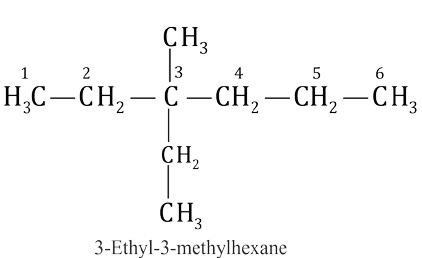 CH₃
1 2 3 4 5 6
H₃C—CH₂—C—CH₂—CH₂—CH₃
CH₂
CH₃
3-Ethyl-3-methylhexane